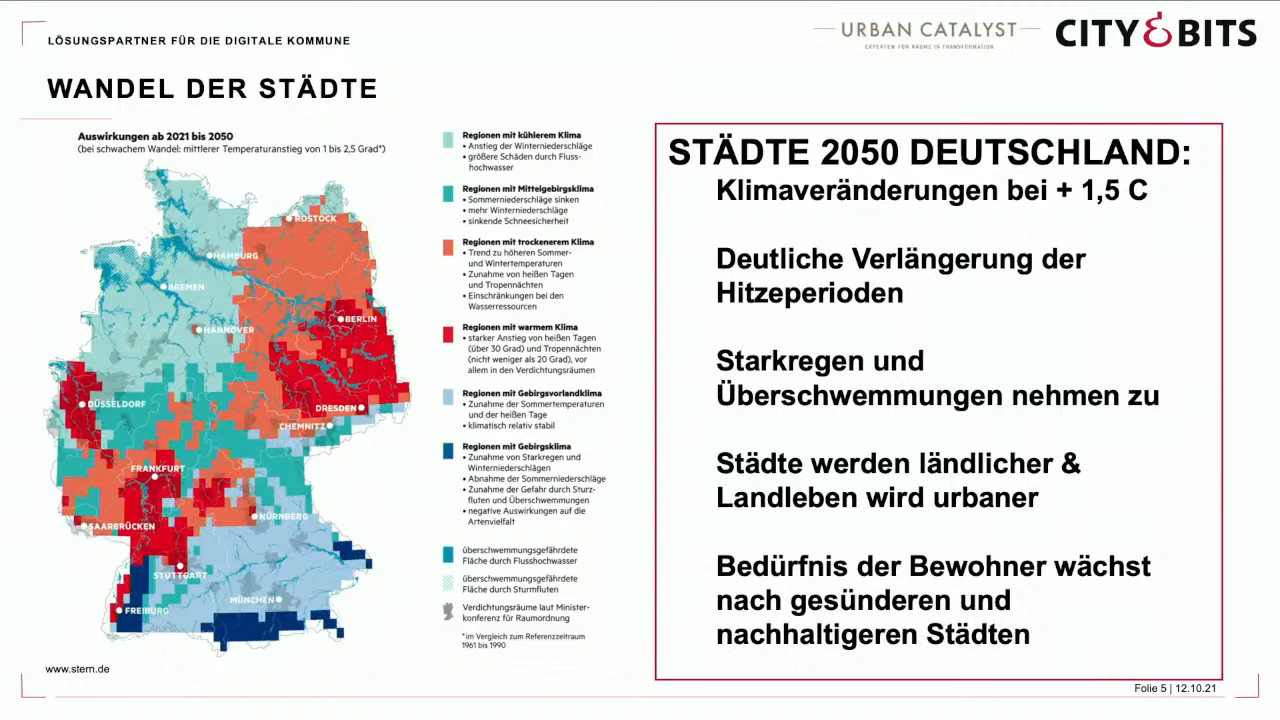 LÖSUNGSPARTNER FÜR DIE DIGITALE KOMMUNE
URBAN CATALYST
EXPERTEN FÜR RÄUME IN TRANSFORMATION
CITY & BITS
WANDEL DER STÄDTE
Auswirkungen ab 2021 bis 2050
(bei schwachem Wandel: mittlerer Temperaturanstieg von 1 bis 2,5 Grad*)
ROSTOCK
HAMBURG
BREMEN
BERLIN
HANNOVER
DÜSSELDORF
DRESDEN
CHEMNITZ
FRANKFURT
NÜRNBERG
SAARBRÜCKEN
STUTTGART
MÜNCHEN
FREIBURG
Regionen mit kühlerem Klima
• Anstieg der Winterniederschläge
• größere Schäden durch Fluss-
hochwasser
Regionen mit Mittelgebirgsklima
• Sommerniederschläge sinken
• mehr Winterniederschläge
• sinkende Schneesicherheit
Regionen mit trockenerem Klima
• Trend zu höheren Sommer-
und Wintertemperaturen
• Zunahme von heißen Tagen
und Tropennächten
• Einschränkungen bei den
Wasserressourcen
Regionen mit warmem Klima
• starker Anstieg von heißen Tagen
(über 30 Grad) und Tropennächten
(nicht weniger als 20 Grad), vor
allem in den Verdichtungsräumen
Regionen mit Gebirgsvorlandklima
• Zunahme der Sommertemperaturen
und der heißen Tage
• klimatisch relativ stabil
Regionen mit Gebirgsklima
• Zunahme von Starkregen und
Winterniederschlägen
• Abnahme der Sommerniederschläge
• Zunahme der Gefahr durch Sturz-
fluten und Überschwemmungen
• negative Auswirkungen auf die
Artenvielfalt
überschwemmungsgefährdete
Fläche durch Flusshochwasser
überschwemmungsgefährdete
Fläche durch Sturmfluten
Verdichtungsräume laut Minister-
konferenz für Raumordnung
*im Vergleich zum Referenzzeitraum
1961 bis 1990
www.stern.de
STÄDTE 2050 DEUTSCHLAND:
Klimaveränderungen bei + 1,5 C
Deutliche Verlängerung der
Hitzeperioden
Starkregen und
Überschwemmungen nehmen zu
Städte werden ländlicher &
Landleben wird urbaner
Bedürfnis der Bewohner wächst
nach gesünderen und
nachhaltigeren Städten
Folie 5 | 12.10.21